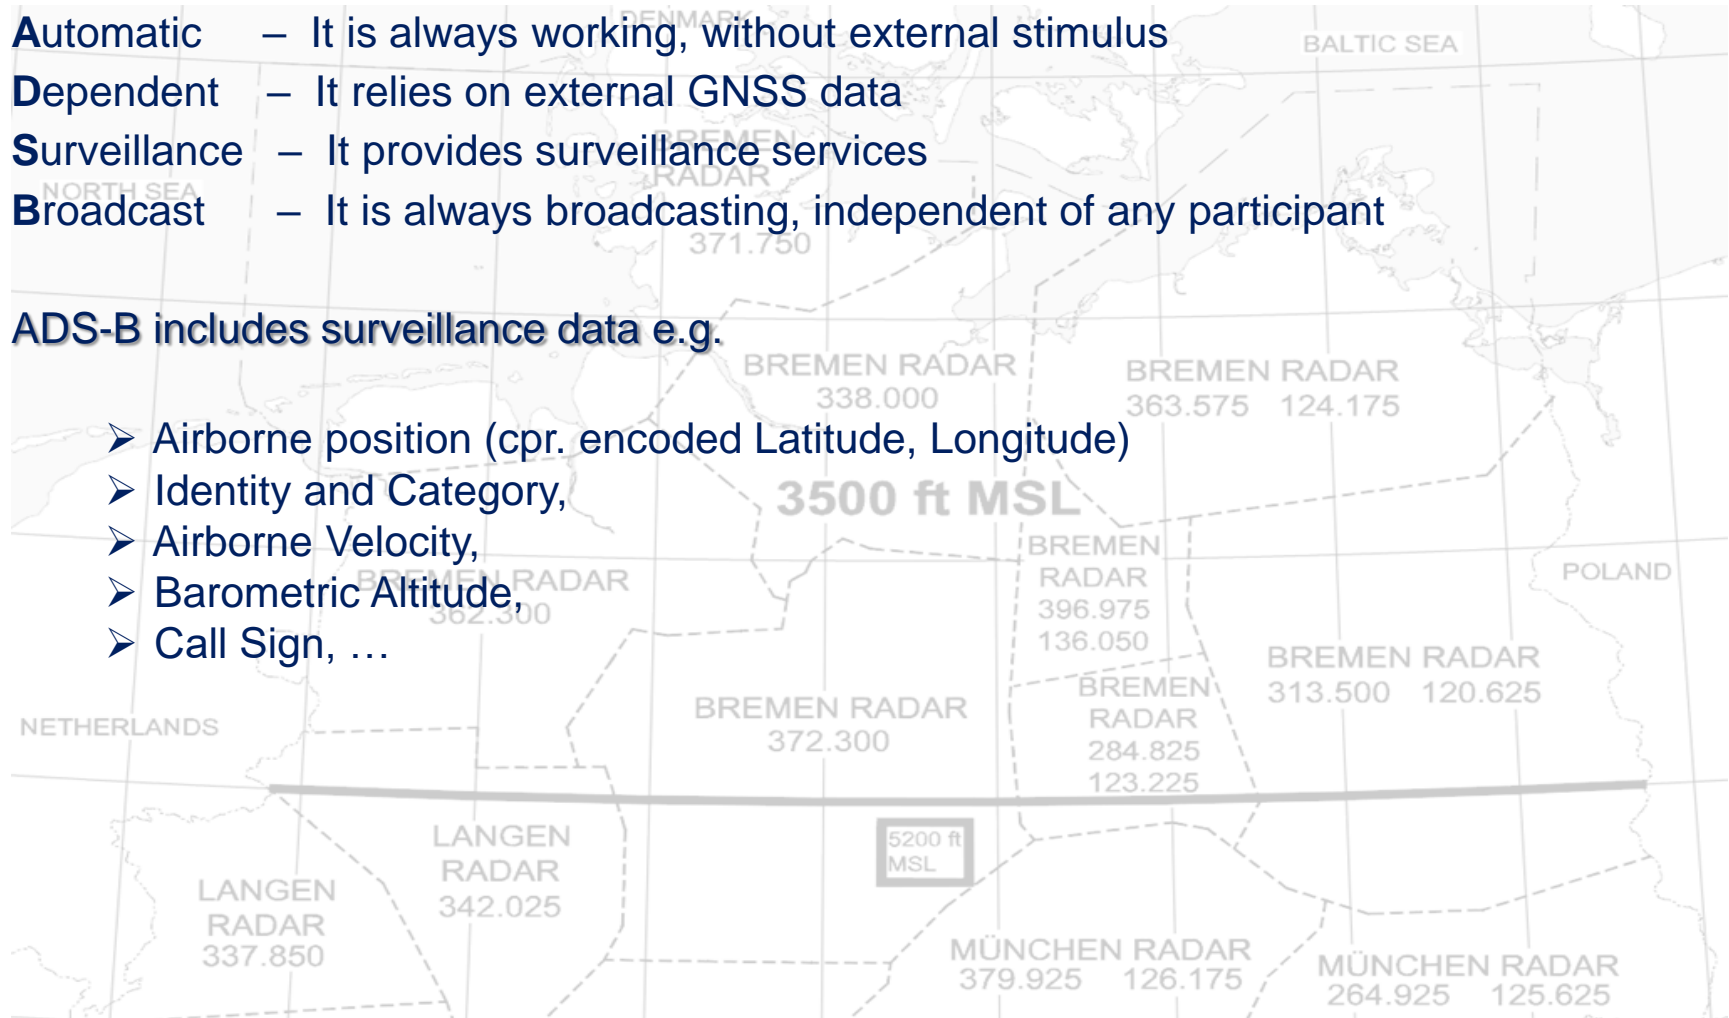 Automatic – It is always working, without external stimulus
Dependent – It relies on external GNSS data
Surveillance – It provides surveillance services
Broadcast – It is always broadcasting, independent of any participant
ADS-B includes surveillance data e.g.
➢ Airborne position (cpr. encoded Latitude, Longitude)
➢ Identity and Category,
➢ Airborne Velocity,
➢ Barometric Altitude,
➢ Call Sign, …
DENMARK
BALTIC SEA
NORTH SEA
BREMEN
RADAR
371.750
BREMEN RADAR
338.000
BREMEN RADAR
363.575 124.175
3500 ft MSL
BREMEN RADAR
362.300
BREMEN
RADAR
396.975
136.050
POLAND
BREMEN RADAR
313.500 120.625
NETHERLANDS
BREMEN RADAR
372.300
BREMEN
RADAR
284.825
123.225
LANGEN
RADAR
342.025
5200 ft
MSL
LANGEN
RADAR
337.850
MÜNCHEN RADAR
379.925 126.175
MÜNCHEN RADAR
264.925 125.625